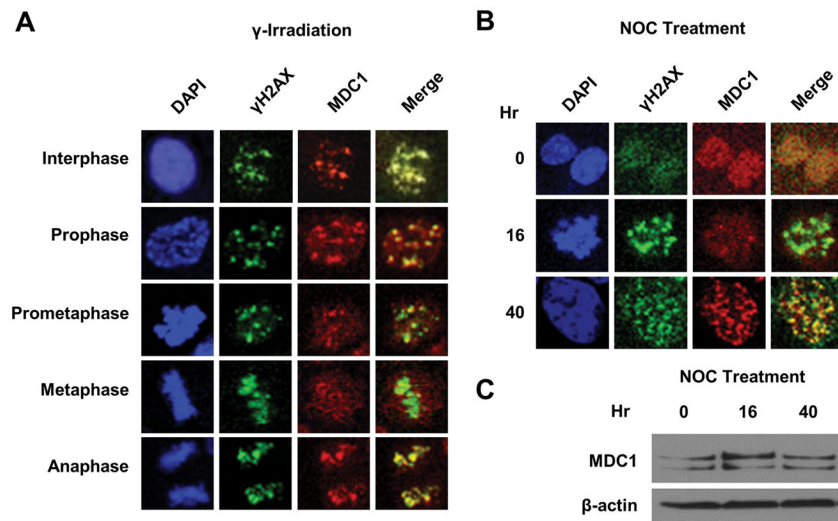 A
γ-Irradiation
DAPI
γH2AX
MDC1
Merge
Interphase
Prophase
Prometaphase
Metaphase
Anaphase
B
NOC Treatment
Hr
DAPI
γH2AX
MDC1
Merge
0
16
40
C
NOC Treatment
Hr 0 16 40
MDC1
β-actin